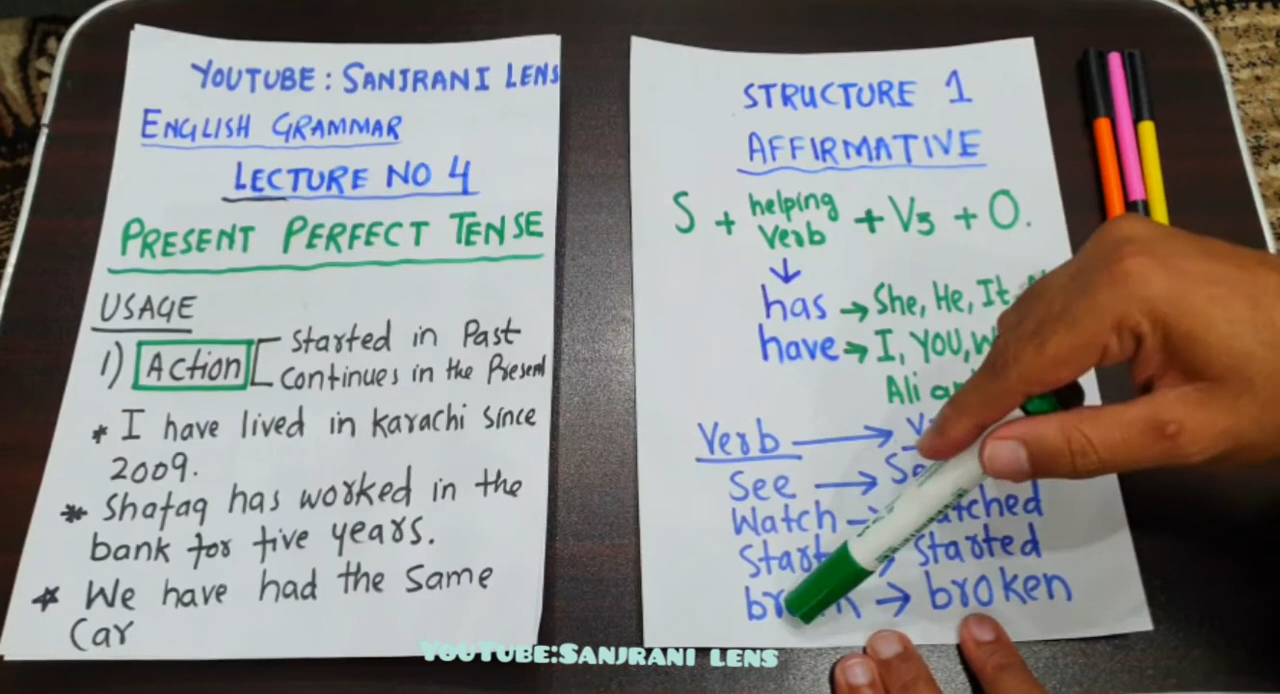 YOUTUBE: SANJRANI LENS
ENGLISH GRAMMAR
LECTURE NO 4
PRESENT PERFECT TENSE
USAGE
1) Action Started in Past
Continues in the Present
* I have lived in karachi since
2009.
* Shafaq has worked in the
bank for five years.
* We have had the Same
Car
STRUCTURE 1
AFFIRMATIVE
S + helping verb + V3 + O.
↓
has → She, He, It,
have → I, YOU,
Ali
Verb →
See →
Watch →
Start → Started
→ broken
YOUTUBE:SANJRANI LENS